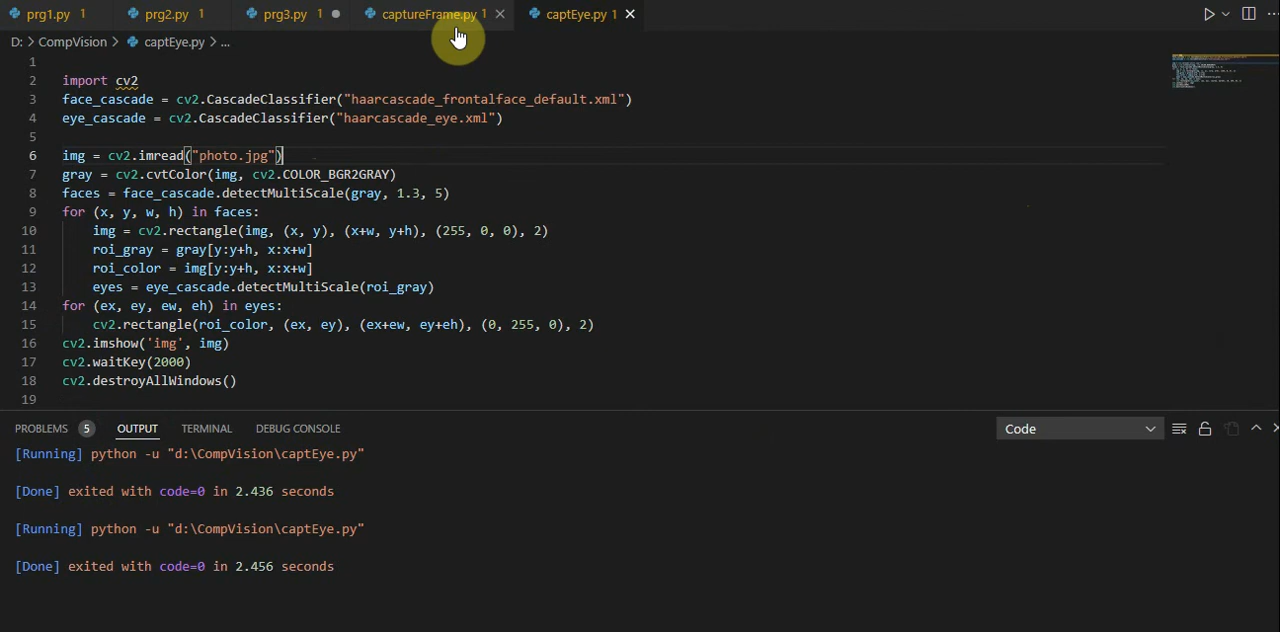 prg1.py 1 prg2.py 1 prg3.py 1 captureFrame.py 1 captEye.py 1
D: > CompVision > captEye.py > ...
1
2 import cv2
3 face_cascade = cv2.CascadeClassifier("haarcascade_frontalface_default.xml")
4 eye_cascade = cv2.CascadeClassifier("haarcascade_eye.xml")
5
6 img = cv2.imread("photo.jpg")
7 gray = cv2.cvtColor(img, cv2.COLOR_BGR2GRAY)
8 faces = face_cascade.detectMultiScale(gray, 1.3, 5)
9 for (x, y, w, h) in faces:
10 img = cv2.rectangle(img, (x, y), (x+w, y+h), (255, 0, 0), 2)
11 roi_gray = gray[y:y+h, x:x+w]
12 roi_color = img[y:y+h, x:x+w]
13 eyes = eye_cascade.detectMultiScale(roi_gray)
14 for (ex, ey, ew, eh) in eyes:
15 cv2.rectangle(roi_color, (ex, ey), (ex+ew, ey+eh), (0, 255, 0), 2)
16 cv2.imshow('img', img)
17 cv2.waitKey(2000)
18 cv2.destroyAllWindows()
19
PROBLEMS 5 OUTPUT TERMINAL DEBUG CONSOLE Code
[Running] python -u "d:\CompVision\captEye.py"
[Done] exited with code=0 in 2.436 seconds
[Running] python -u "d:\CompVision\captEye.py"
[Done] exited with code=0 in 2.456 seconds